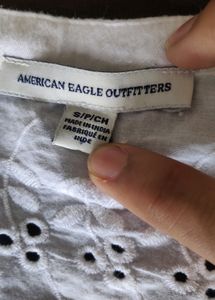 AMERICAN EAGLE OUTFITTERS
S/P/CH
MADE IN INDIA
FABRIQUÉ EN
INDE